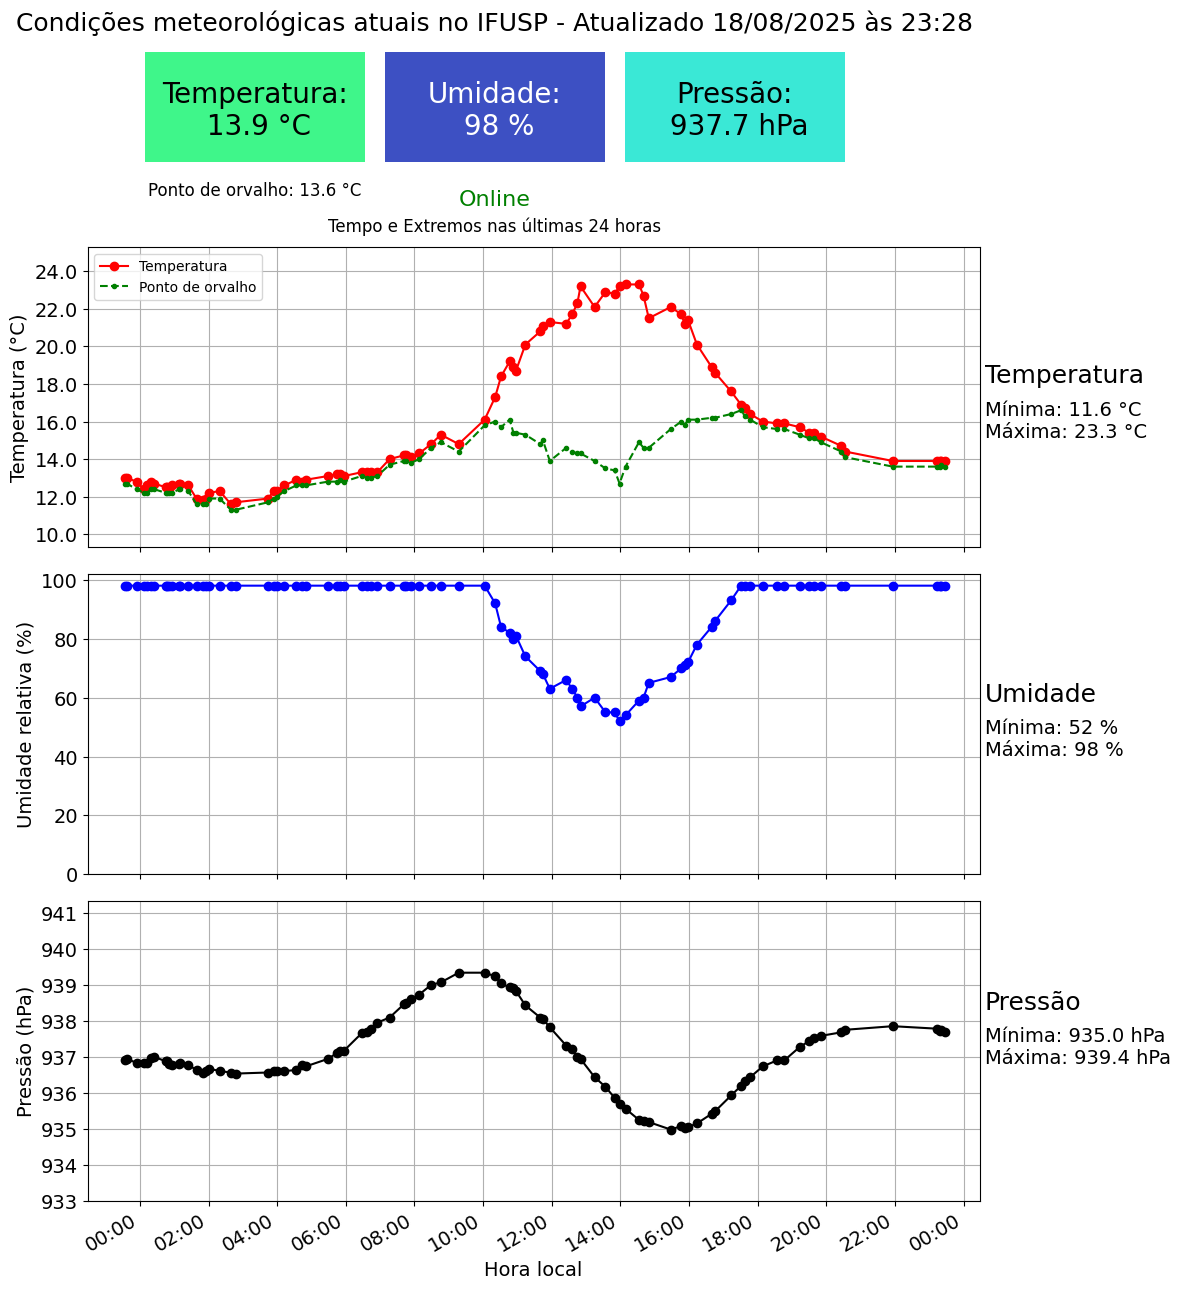 Condições meteorológicas atuais no IFUSP - Atualizado 18/08/2025 às 23:28
Temperatura:
13.9 °C
Umidade:
98 %
Pressão:
937.7 hPa
Ponto de orvalho: 13.6 °C
Online
Tempo e Extremos nas últimas 24 horas
Temperatura
Ponto de orvalho
Temperatura (°C)
24.0
22.0
20.0
18.0
16.0
14.0
12.0
10.0
Temperatura
Mínima: 11.6 °C
Máxima: 23.3 °C
Umidade relativa (%)
100
80
60
40
20
0
Umidade
Mínima: 52 %
Máxima: 98 %
Pressão (hPa)
941
940
939
938
937
936
935
934
933
Pressão
Mínima: 935.0 hPa
Máxima: 939.4 hPa
00:00 02:00 04:00 06:00 08:00 10:00 12:00 14:00 16:00 18:00 20:00 22:00 00:00
Hora local